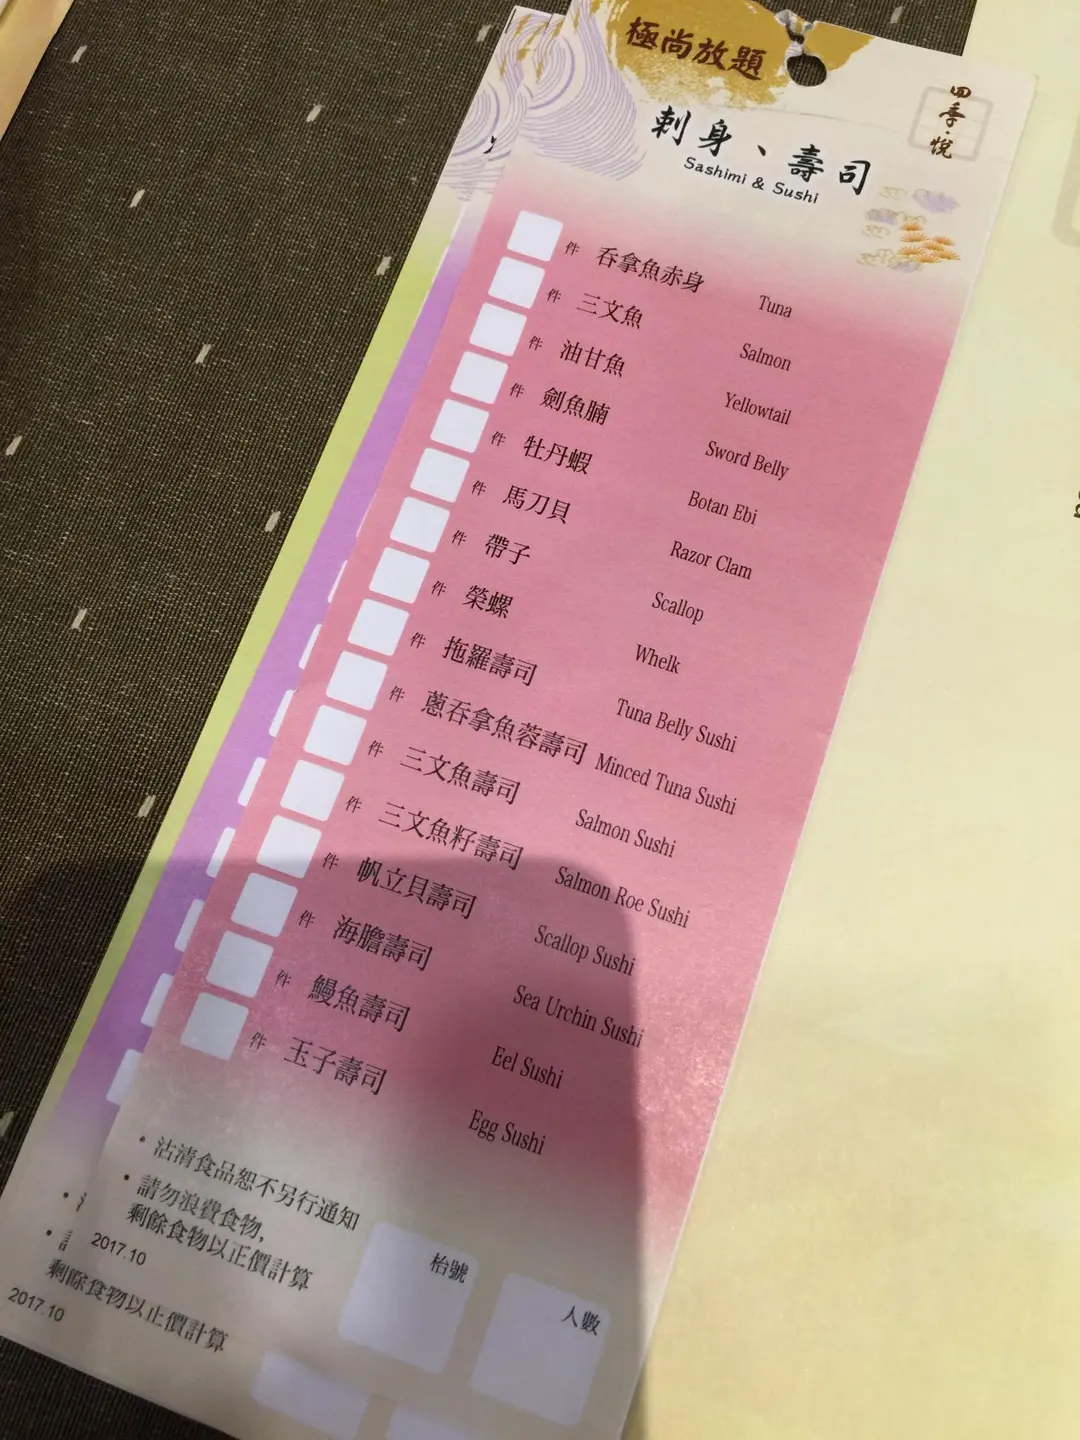 極尚放題
四季·悅
刺身、壽司
Sashimi & Sushi
件 吞拿魚赤身 Tuna
件 三文魚 Salmon
件 油甘魚 Yellowtail
件 劍魚腩 Sword Belly
件 牡丹蝦 Botan Ebi
件 馬刀貝 Razor Clam
件 帶子 Scallop
件 榮螺 Whelk
件 拖羅壽司 Tuna Belly Sushi
件 蔥吞拿魚蓉壽司 Minced Tuna Sushi
件 三文魚壽司 Salmon Sushi
件 三文魚籽壽司 Salmon Roe Sushi
件 帆立貝壽司 Scallop Sushi
件 海膽壽司 Sea Urchin Sushi
件 鰻魚壽司 Eel Sushi
件 玉子壽司 Egg Sushi
• 沽清食品恕不另行通知
• 請勿浪費食物,
剩餘食物以正價計算
2017.10
枱號
人數
剩餘食物以正價計算
2017.10